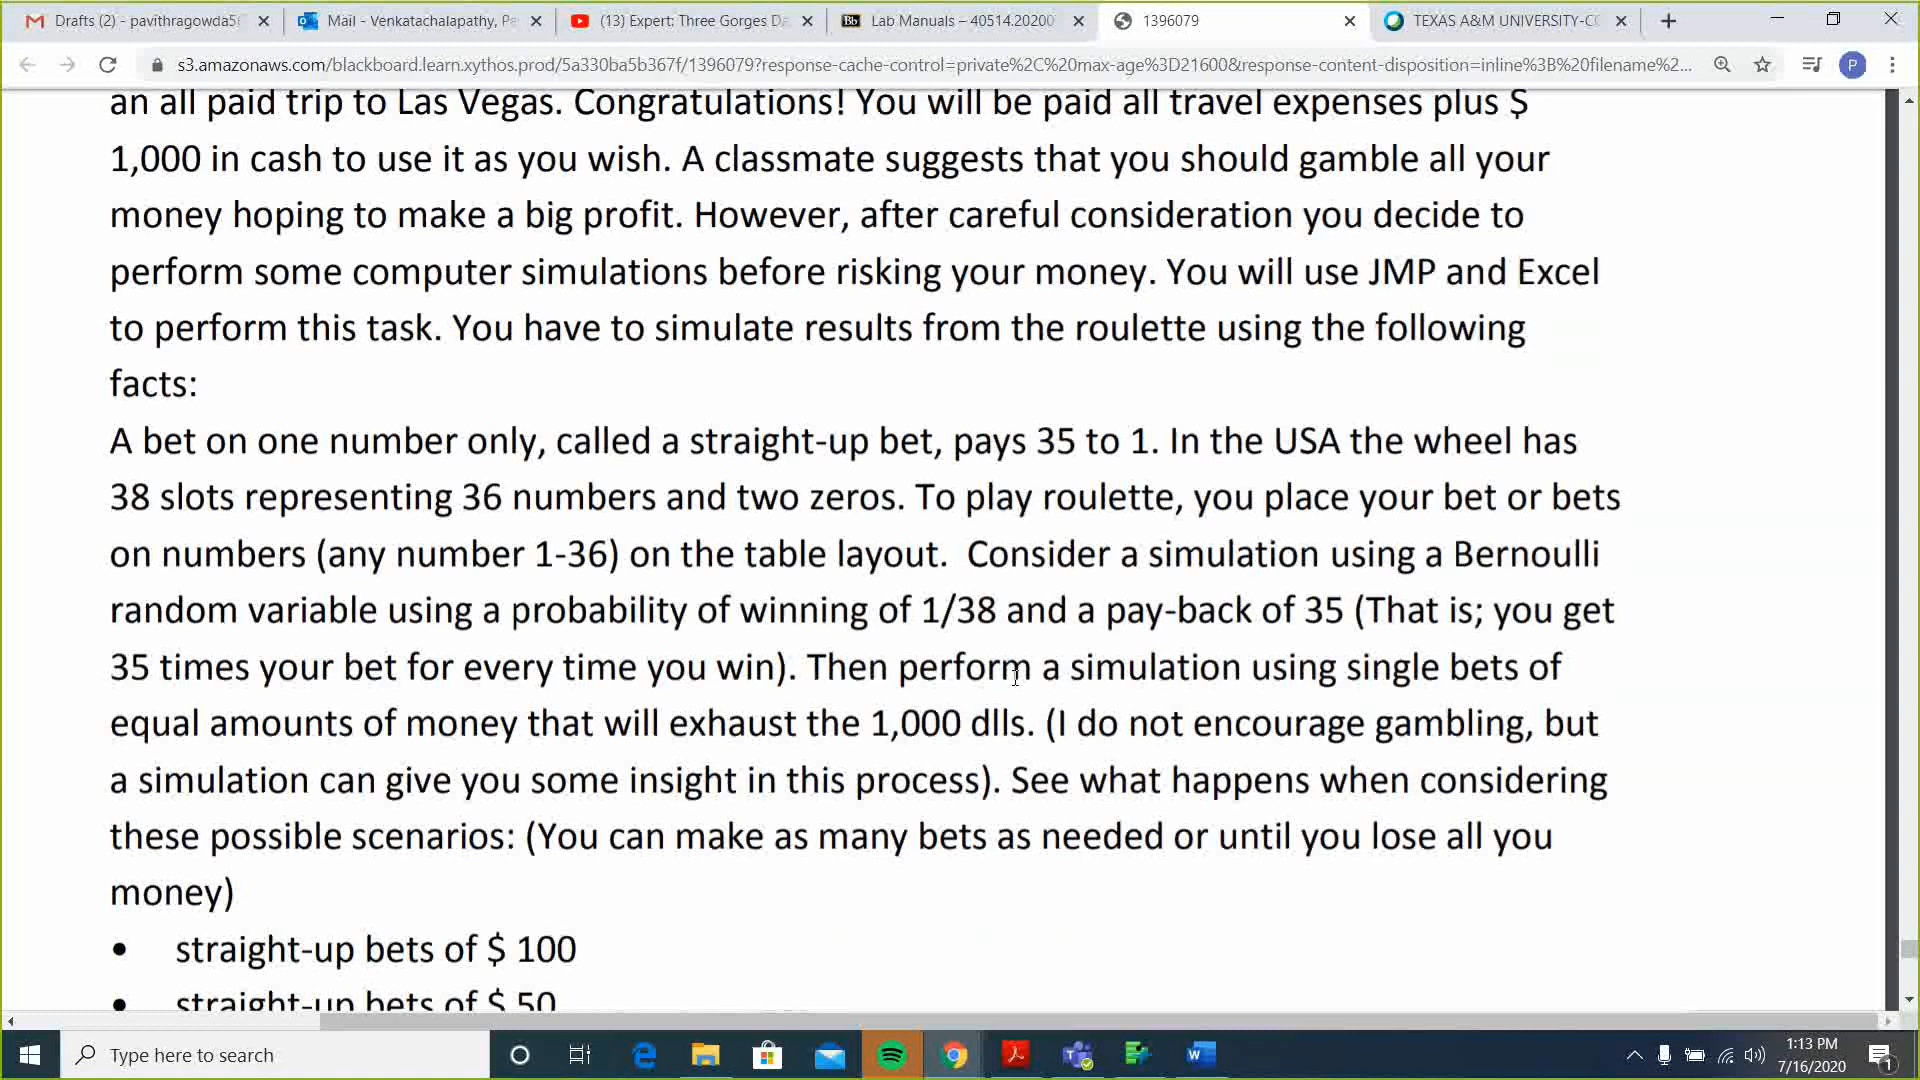 Drafts (2) - pavithragowda5
Mail - Venkatachalapathy, P
(13) Expert: Three Gorges Da
Lab Manuals – 40514.20200
1396079
TEXAS A&M UNIVERSITY-CO
s3.amazonaws.com/blackboard.learn.xythos.prod/5a330ba5b367f/1396079?response-cache-control=private%2C%20max-age%3D21600&response-content-disposition=inline%3B%20filename%2...
P
an all paid trip to Las Vegas. Congratulations! You will be paid all travel expenses plus $
1,000 in cash to use it as you wish. A classmate suggests that you should gamble all your
money hoping to make a big profit. However, after careful consideration you decide to
perform some computer simulations before risking your money. You will use JMP and Excel
to perform this task. You have to simulate results from the roulette using the following
facts:
A bet on one number only, called a straight-up bet, pays 35 to 1. In the USA the wheel has
38 slots representing 36 numbers and two zeros. To play roulette, you place your bet or bets
on numbers (any number 1-36) on the table layout.  Consider a simulation using a Bernoulli
random variable using a probability of winning of 1/38 and a pay-back of 35 (That is; you get
35 times your bet for every time you win). Then perform a simulation using single bets of
equal amounts of money that will exhaust the 1,000 dlls. (I do not encourage gambling, but
a simulation can give you some insight in this process). See what happens when considering
these possible scenarios: (You can make as many bets as needed or until you lose all you
money)
• straight-up bets of $ 100
• straight-up bets of $ 50
Type here to search
1:13 PM
7/16/2020
1